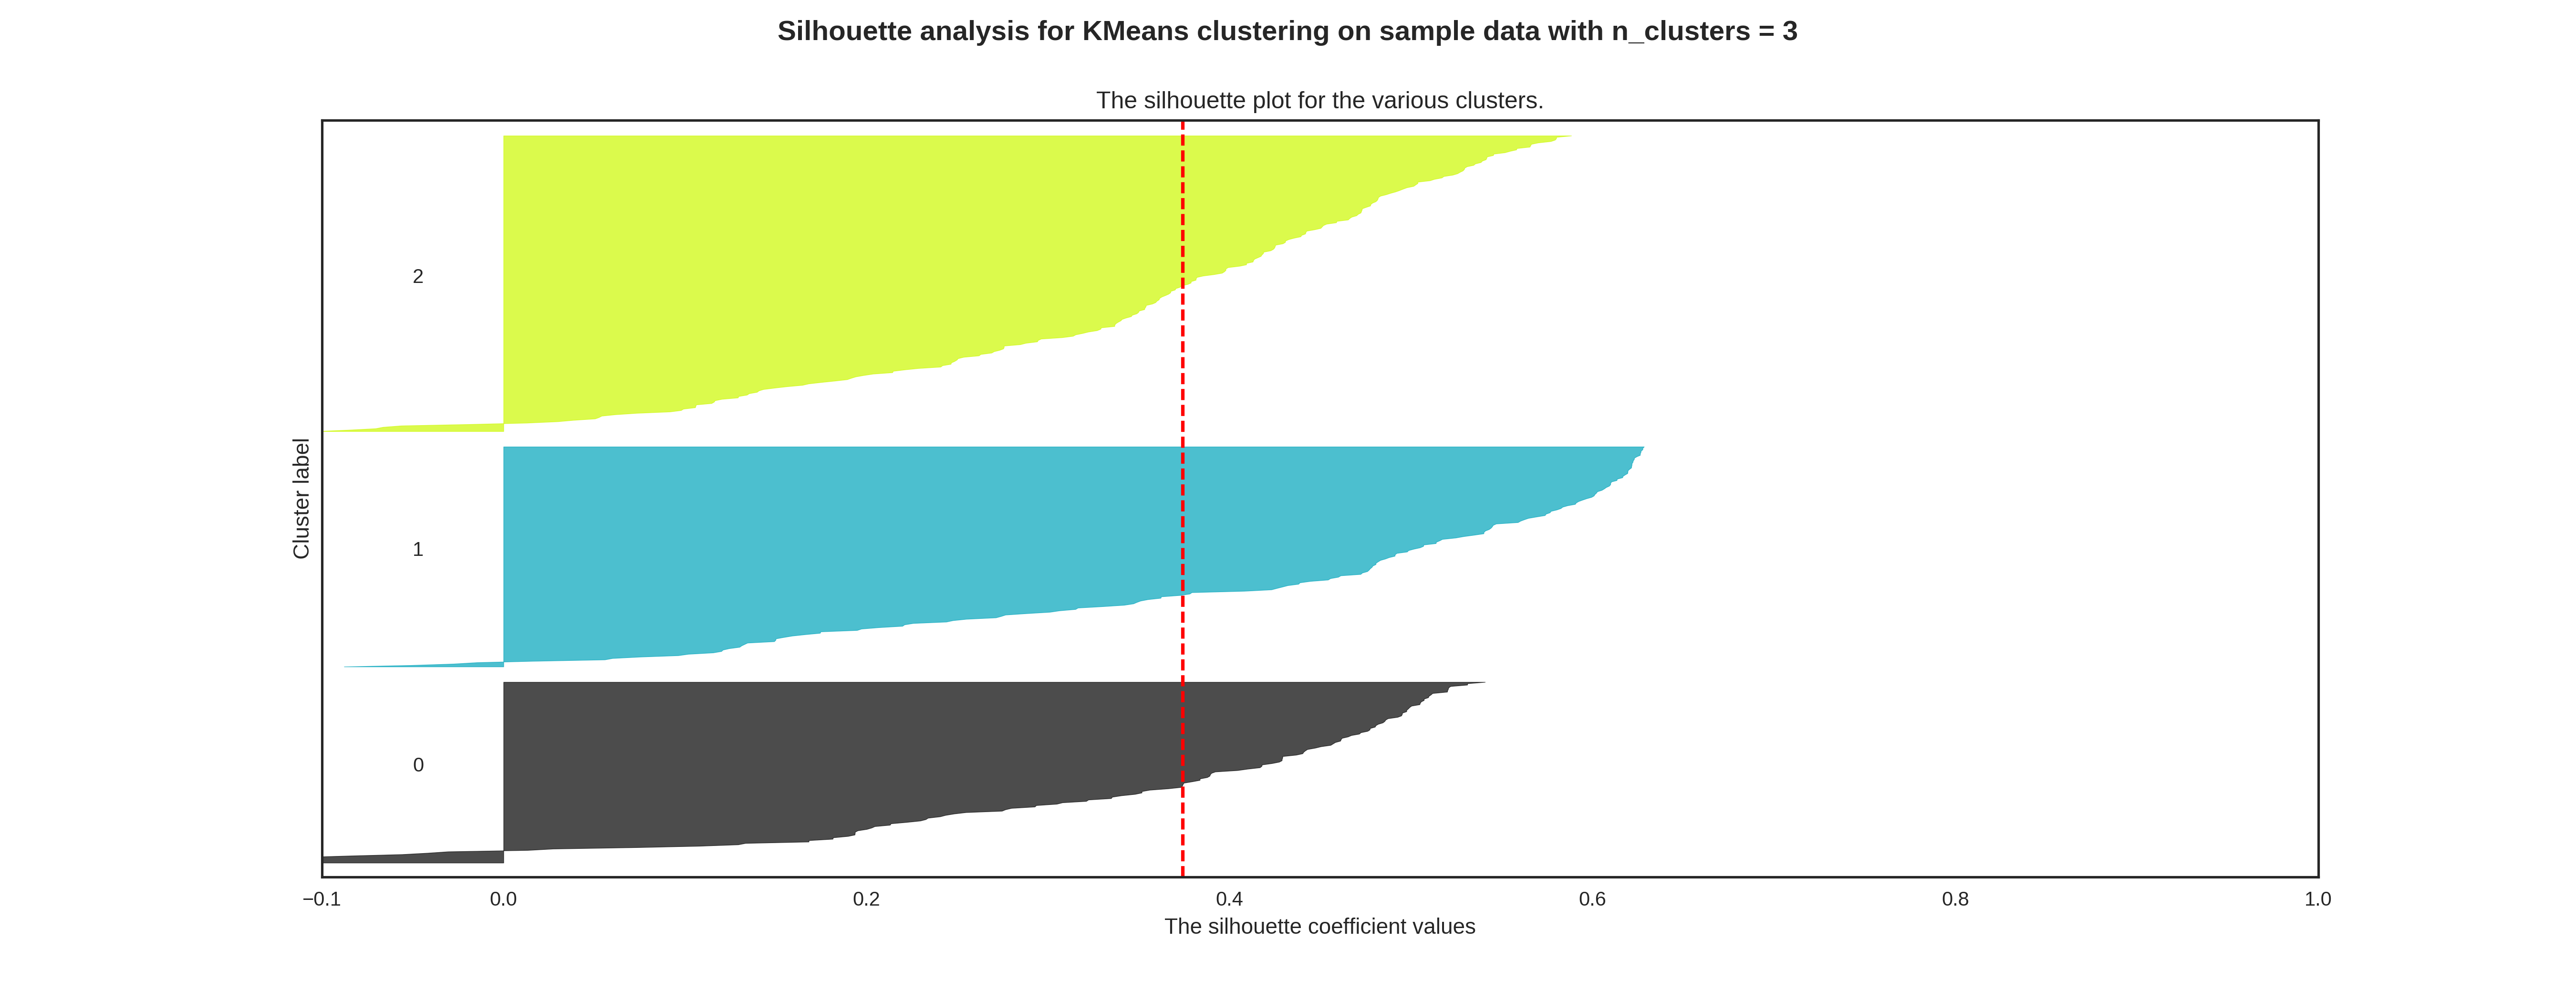 Silhouette analysis for KMeans clustering on sample data with n_clusters = 3
The silhouette plot for the various clusters.
2
1
0
Cluster label
−0.1 0.0 0.2 0.4 0.6 0.8 1.0
The silhouette coefficient values